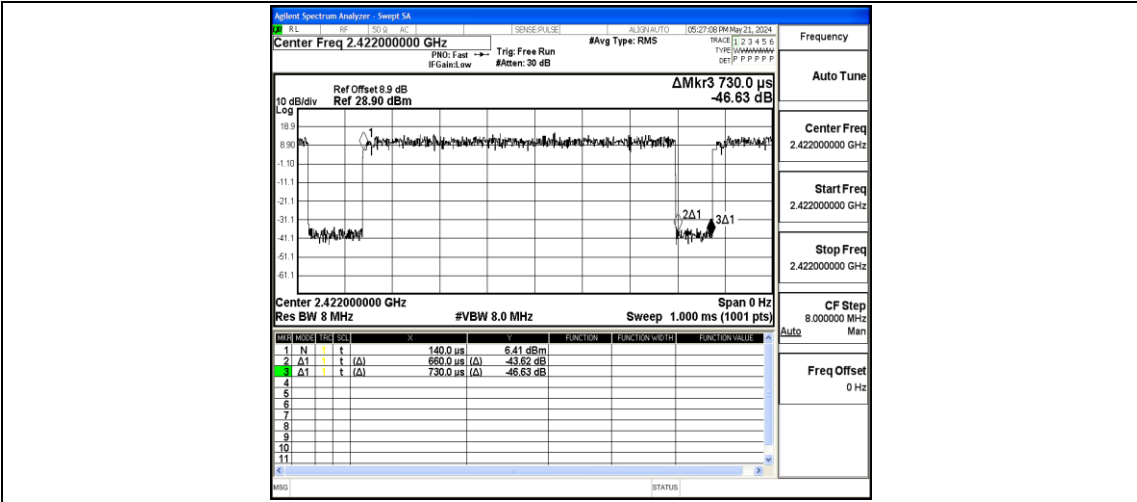 Agilent Spectrum Analyzer - Swept SA
RL RF 50 Ω AC SENSE:PULSE ALIGN AUTO 05:27:08 PM May 21, 2024
Center Freq 2.422000000 GHz
PNO: Fast
IFGain:Low
Trig: Free Run
#Atten: 30 dB
#Avg Type: RMS
TRACE 1 2 3 4 5 6
TYPE WWWWWW
DET P P P P P P
ΔMkr3 730.0 µs
-46.63 dB
Ref Offset 8.9 dB
Ref 28.90 dBm
10 dB/div
Log
18.9
8.90
-1.10
-11.1
-21.1
-31.1
-41.1
-51.1
-61.1
1
2Δ1
3Δ1
Center 2.422000000 GHz Span 0 Hz
Res BW 8 MHz #VBW 8.0 MHz Sweep 1.000 ms (1001 pts)
MKR MODE TRC SCL X Y FUNCTION FUNCTION WIDTH FUNCTION VALUE
1 N 1 t 140.0 µs 6.41 dBm
2 Δ1 1 t (Δ) 660.0 µs (Δ) -43.62 dB
3 Δ1 1 t (Δ) 730.0 µs (Δ) -46.63 dB
4
5
6
7
8
9
10
11
MSG STATUS
Frequency
Auto Tune
Center Freq
2.422000000 GHz
Start Freq
2.422000000 GHz
Stop Freq
2.422000000 GHz
CF Step
8.000000 MHz
Auto Man
Freq Offset
0 Hz